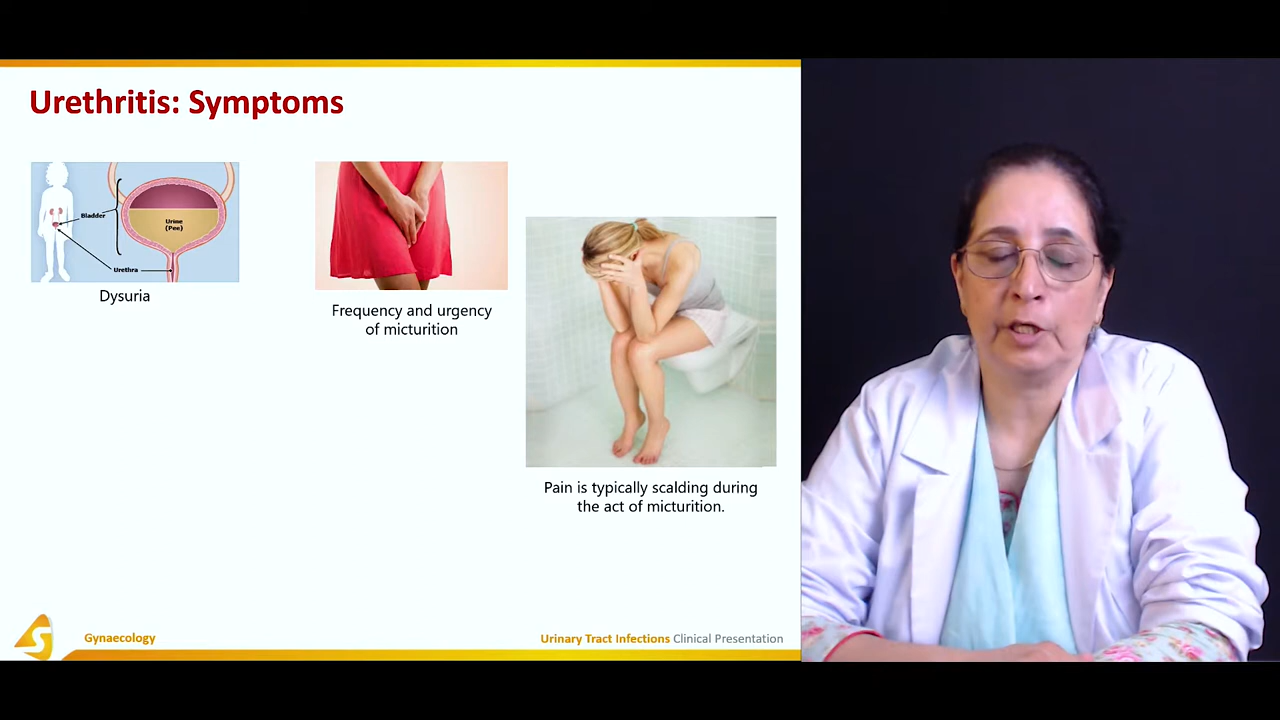 Urethritis: Symptoms
Bladder
Urine
(Pee)
Urethra
Dysuria
Frequency and urgency
of micturition
Pain is typically scalding during
the act of micturition.
S
Gynaecology
Urinary Tract Infections Clinical Presentation